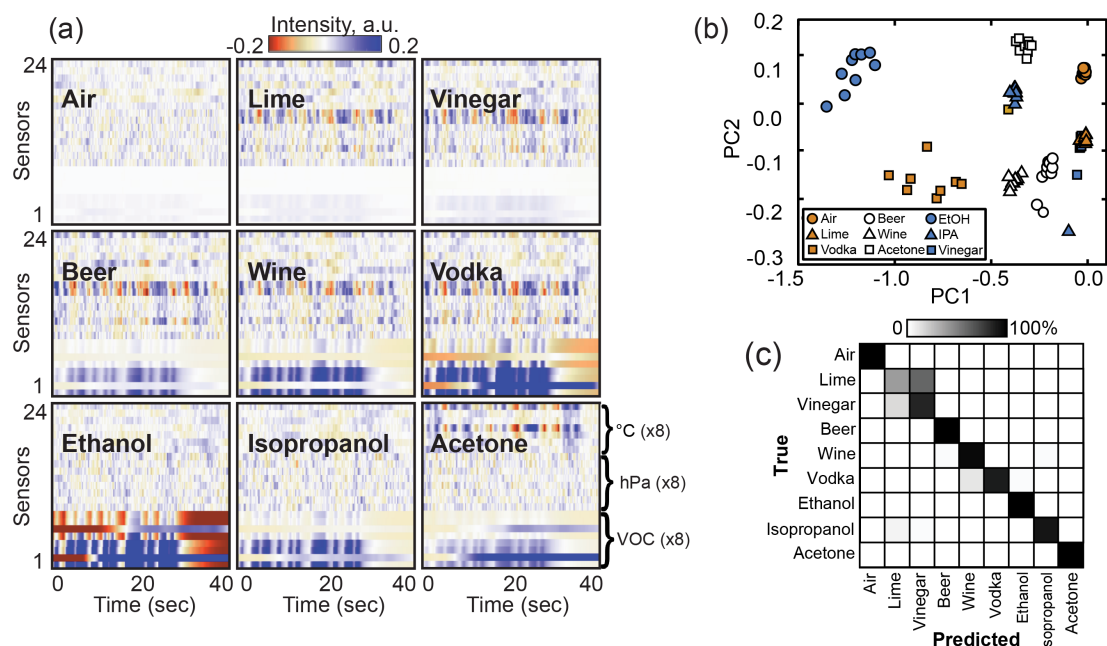 (a)
Intensity, a.u.
-0.2 0.2
24
Sensors
1
Air
Lime
Vinegar
24
Sensors
1
Beer
Wine
Vodka
24
Sensors
1
Ethanol
Isopropanol
Acetone
°C (x8)
hPa (x8)
VOC (x8)
0 20 40 0 20 40 0 20 40
Time (sec) Time (sec) Time (sec)
(b)
0.2
0.1
0.0
-0.1
-0.2
-0.3
PC2
Air Beer EtOH
Lime Wine IPA
Vodka Acetone Vinegar
-1.5 -1.0 -0.5 0.0
PC1
(c)
0 100%
True
Air
Lime
Vinegar
Beer
Wine
Vodka
Ethanol
Isopropanol
Acetone
Air
Lime
Vinegar
Beer
Wine
Vodka
Ethanol
sopropanol
Acetone
Predicted